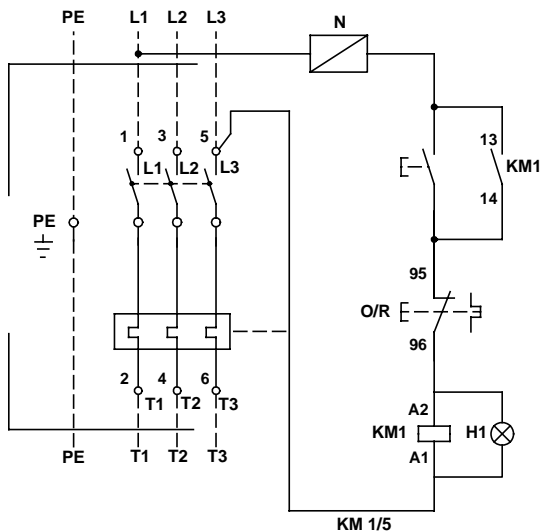 PE L1 L2 L3 N
1 3 5 13
L1 L2 L3 KM1
14
PE
95
O/R
96
2 4 6 A2
T1 T2 T3 KM1 H1
A1
PE T1 T2 T3
KM 1/5